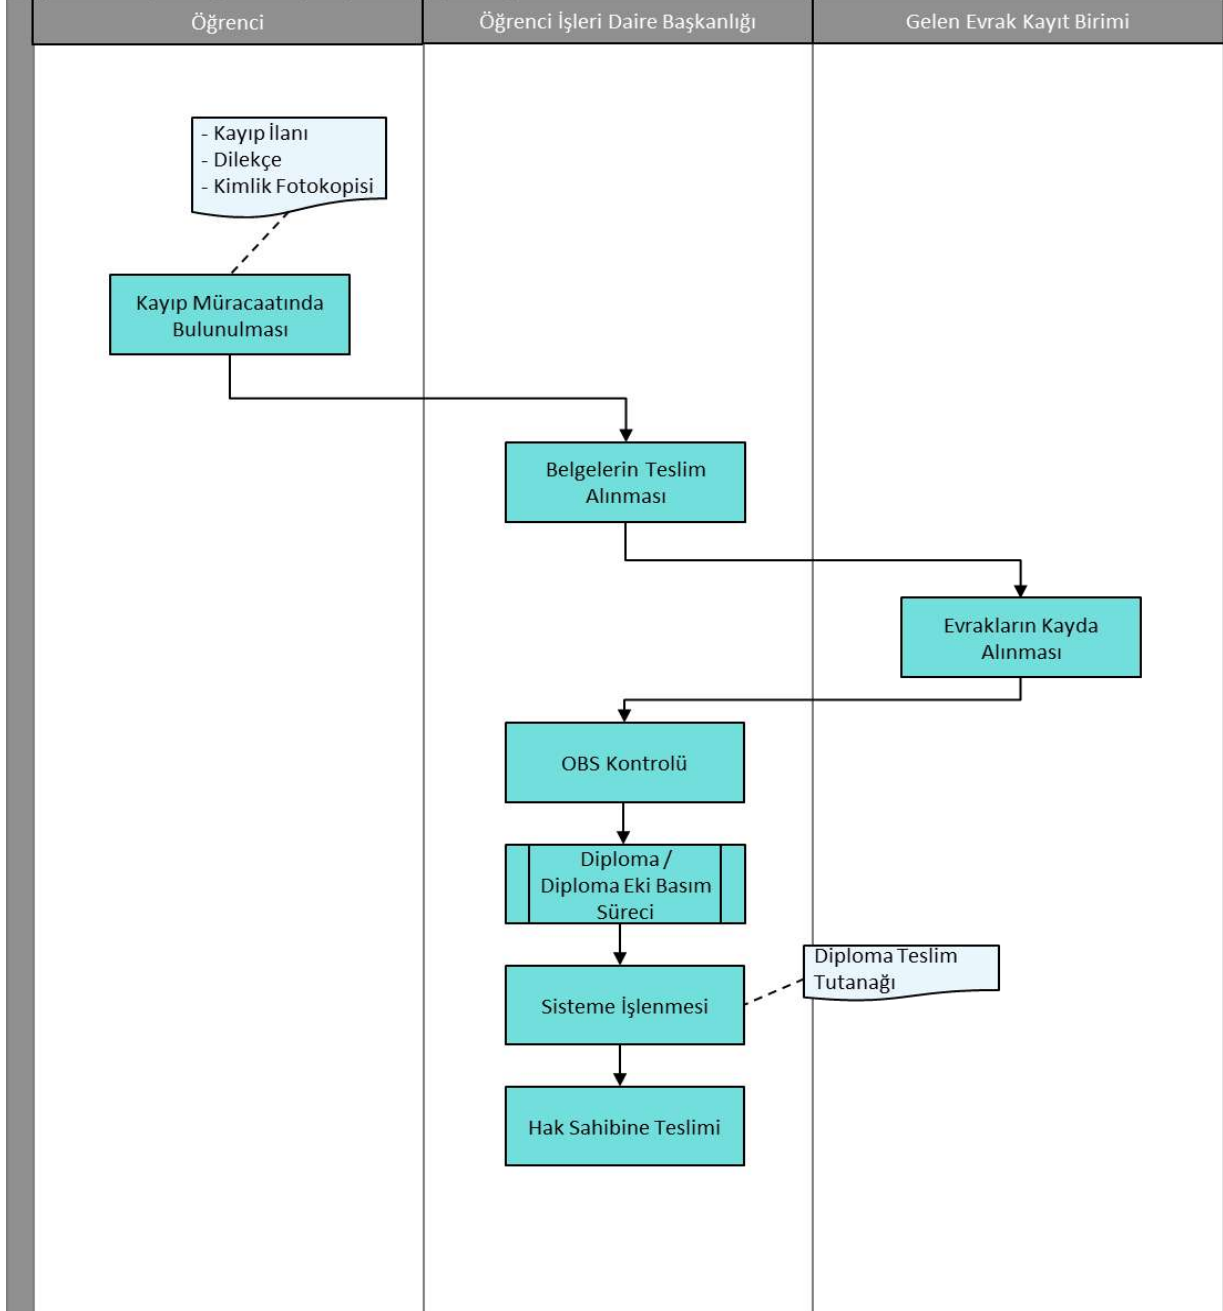 Öğrenci
Öğrenci İşleri Daire Başkanlığı
Gelen Evrak Kayıt Birimi
- Kayıp İlanı
- Dilekçe
- Kimlik Fotokopisi
Kayıp Müracaatında
Bulunulması
Belgelerin Teslim
Alınması
Evrakların Kayda
Alınması
OBS Kontrolü
Diploma /
Diploma Eki Basım
Süreci
Diploma Teslim
Tutanağı
Sisteme İşlenmesi
Hak Sahibine Teslimi